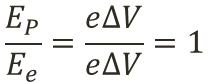 E_P/E_e = eΔV/eΔV = 1